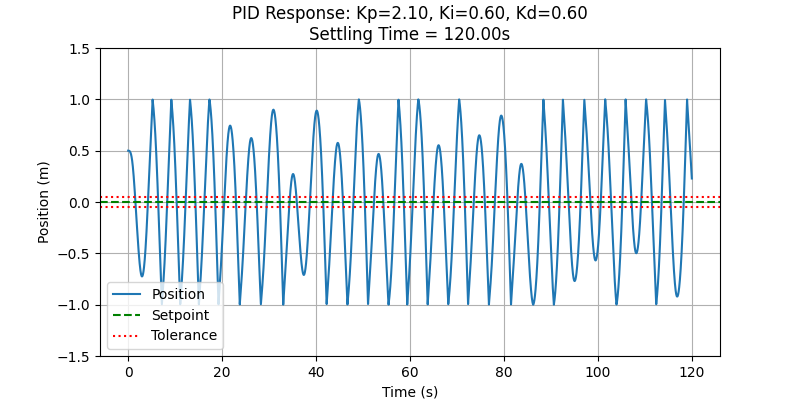 PID Response: Kp=2.10, Ki=0.60, Kd=0.60
Settling Time = 120.00s
1.5
1.0
0.5
0.0
−0.5
−1.0
−1.5
Position (m)
Position
Setpoint
Tolerance
0
20
40
60
80
100
120
Time (s)